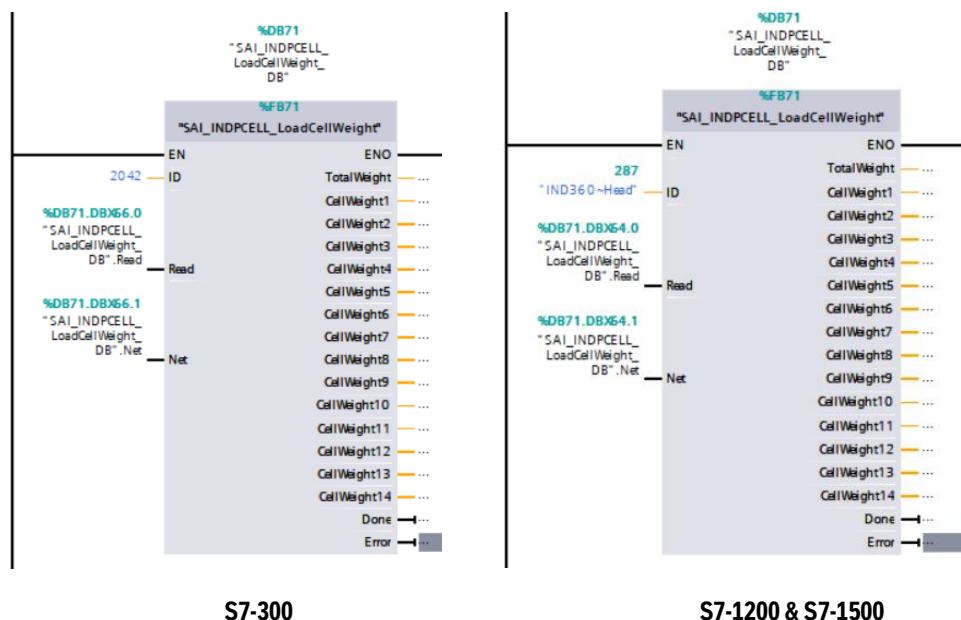 %DB71
"SAI_INDPCELL_
LoadCellWeight_
DB"
%FB71
"SAI_INDPCELL_LoadCellWeight"
EN
ENO
2042
ID
TotalWeight
...
CellWeight1
...
%DB71.DBX66.0
"SAI_INDPCELL_
LoadCellWeight_
DB".Read
Read
CellWeight2
...
CellWeight3
...
CellWeight4
...
CellWeight5
...
%DB71.DBX66.1
"SAI_INDPCELL_
LoadCellWeight_
DB".Net
Net
CellWeight6
...
CellWeight7
...
CellWeight8
...
CellWeight9
...
CellWeight10
...
CellWeight11
...
CellWeight12
...
CellWeight13
...
CellWeight14
...
Done
...
Error
...
S7-300
%DB71
"SAI_INDPCELL_
LoadCellWeight_
DB"
%FB71
"SAI_INDPCELL_LoadCellWeight"
EN
ENO
287
"IND360~Head"
ID
TotalWeight
...
CellWeight1
...
CellWeight2
...
%DB71.DBX64.0
"SAI_INDPCELL_
LoadCellWeight_
DB".Read
Read
CellWeight3
...
CellWeight4
...
CellWeight5
...
CellWeight6
...
%DB71.DBX64.1
"SAI_INDPCELL_
LoadCellWeight_
DB".Net
Net
CellWeight7
...
CellWeight8
...
CellWeight9
...
CellWeight10
...
CellWeight11
...
CellWeight12
...
CellWeight13
...
CellWeight14
...
Done
...
Error
...
S7-1200 & S7-1500